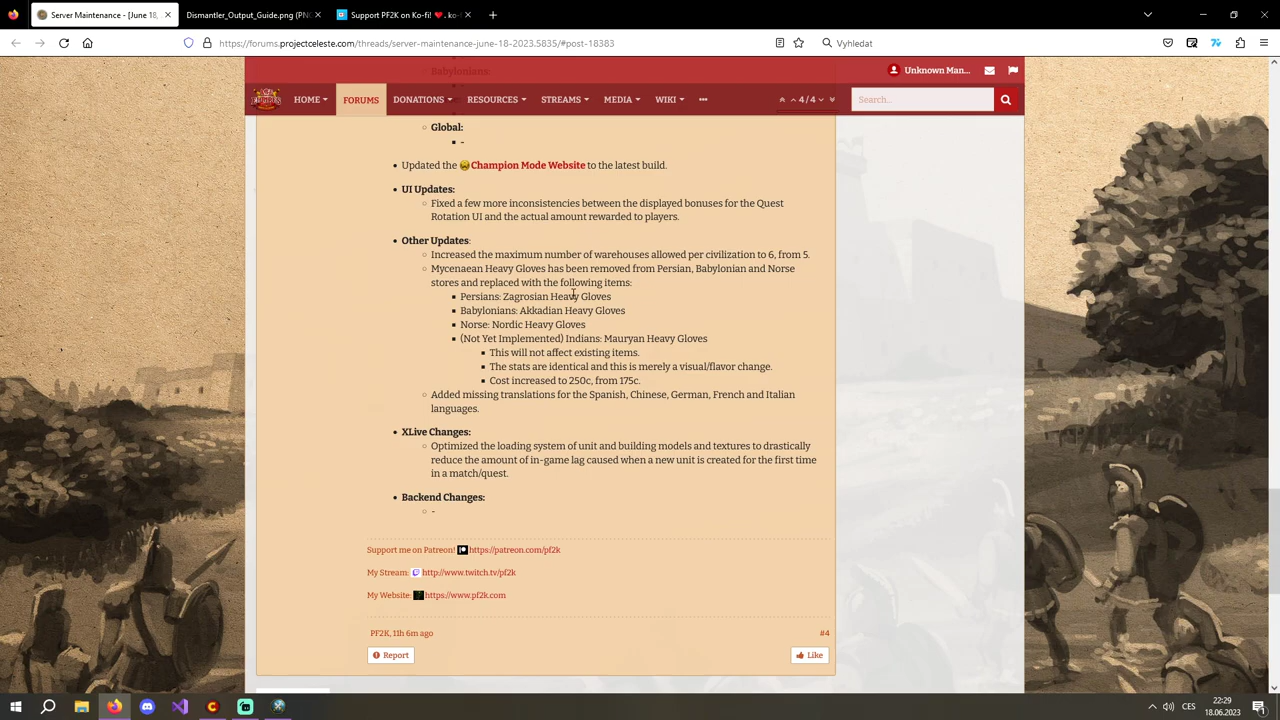 Server Maintenance - [June 18,
Dismantler_Output_Guide.png (PN
Support PF2K on Ko-fi! ❤️. ko-
https://forums.projectceleste.com/threads/server-maintenance-june-18-2023.5835/#post-18383
Vyhledat
Babylonians:
Unknown Man...
HOME
FORUMS
DONATIONS
RESOURCES
STREAMS
MEDIA
WIKI
•••
4 / 4
Search...
Global:
-
Updated the Champion Mode Website to the latest build.
UI Updates:
Fixed a few more inconsistencies between the displayed bonuses for the Quest
Rotation UI and the actual amount rewarded to players.
Other Updates:
Increased the maximum number of warehouses allowed per civilization to 6, from 5.
Mycenaean Heavy Gloves has been removed from Persian, Babylonian and Norse
stores and replaced with the following items:
Persians: Zagrosian Heavy Gloves
Babylonians: Akkadian Heavy Gloves
Norse: Nordic Heavy Gloves
(Not Yet Implemented) Indians: Mauryan Heavy Gloves
This will not affect existing items.
The stats are identical and this is merely a visual/flavor change.
Cost increased to 250c, from 175c.
Added missing translations for the Spanish, Chinese, German, French and Italian
languages.
XLive Changes:
Optimized the loading system of unit and building models and textures to drastically
reduce the amount of in-game lag caused when a new unit is created for the first time
in a match/quest.
Backend Changes:
-
Support me on Patreon! https://patreon.com/pf2k
My Stream: http://www.twitch.tv/pf2k
My Website: https://www.pf2k.com
PF2K, 11h 6m ago
#4
Report
Like
CES
22:29
18.06.2023